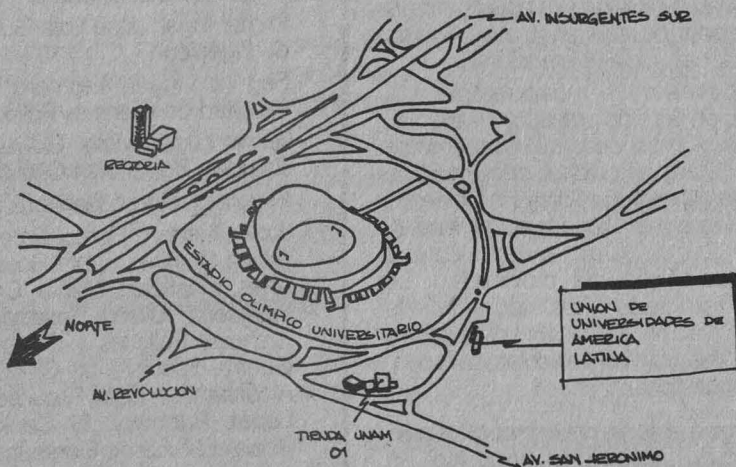 AV. INSURGENTES SUR
RECTORIA
ESTADIO OLIMPICO UNIVERSITARIO
UNION DE
UNIVERSIDADES DE
AMERICA
LATINA
NORTE
AV. REVOLUCION
TIENDA UNAM
01
AV. SAN JERONIMO